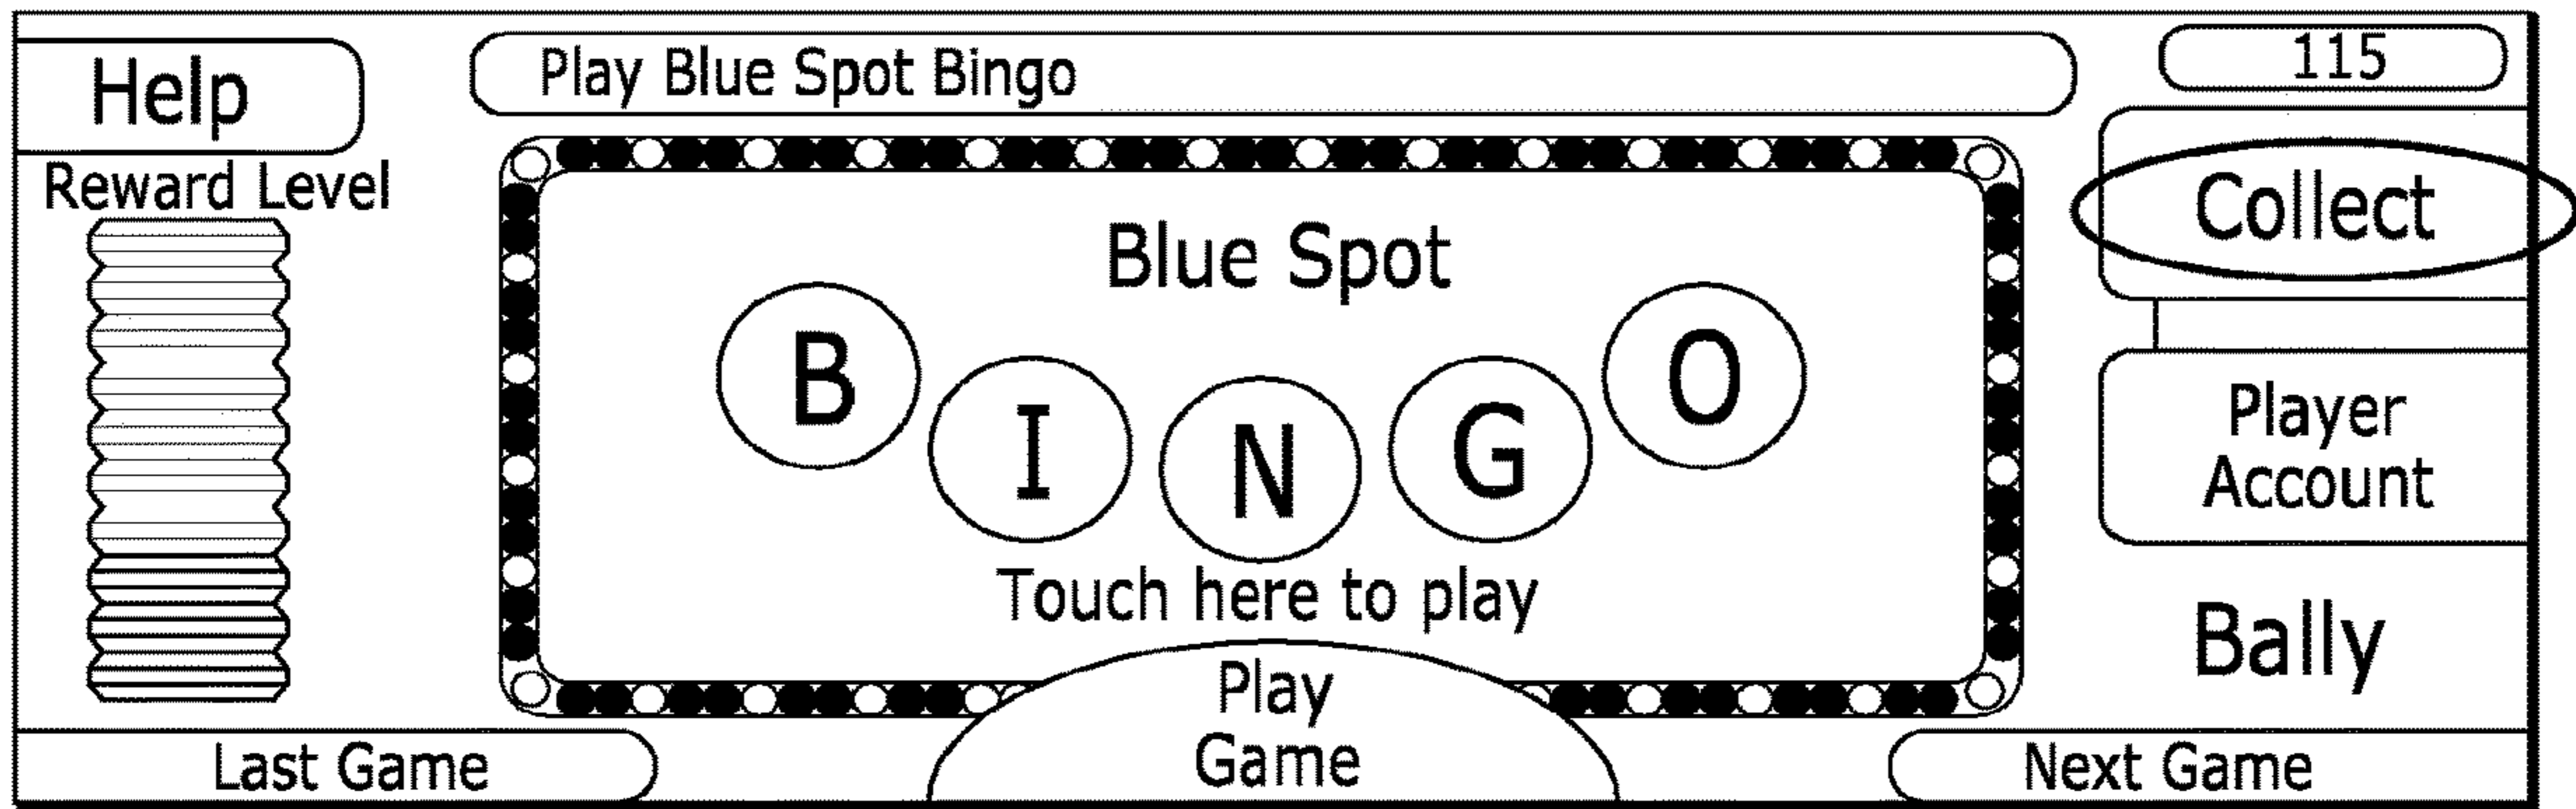 Help
Play Blue Spot Bingo
115
Reward Level
Collect
Blue Spot
B I N G O
Touch here to play
Player
Account
Bally
Play
Game
Last Game
Next Game